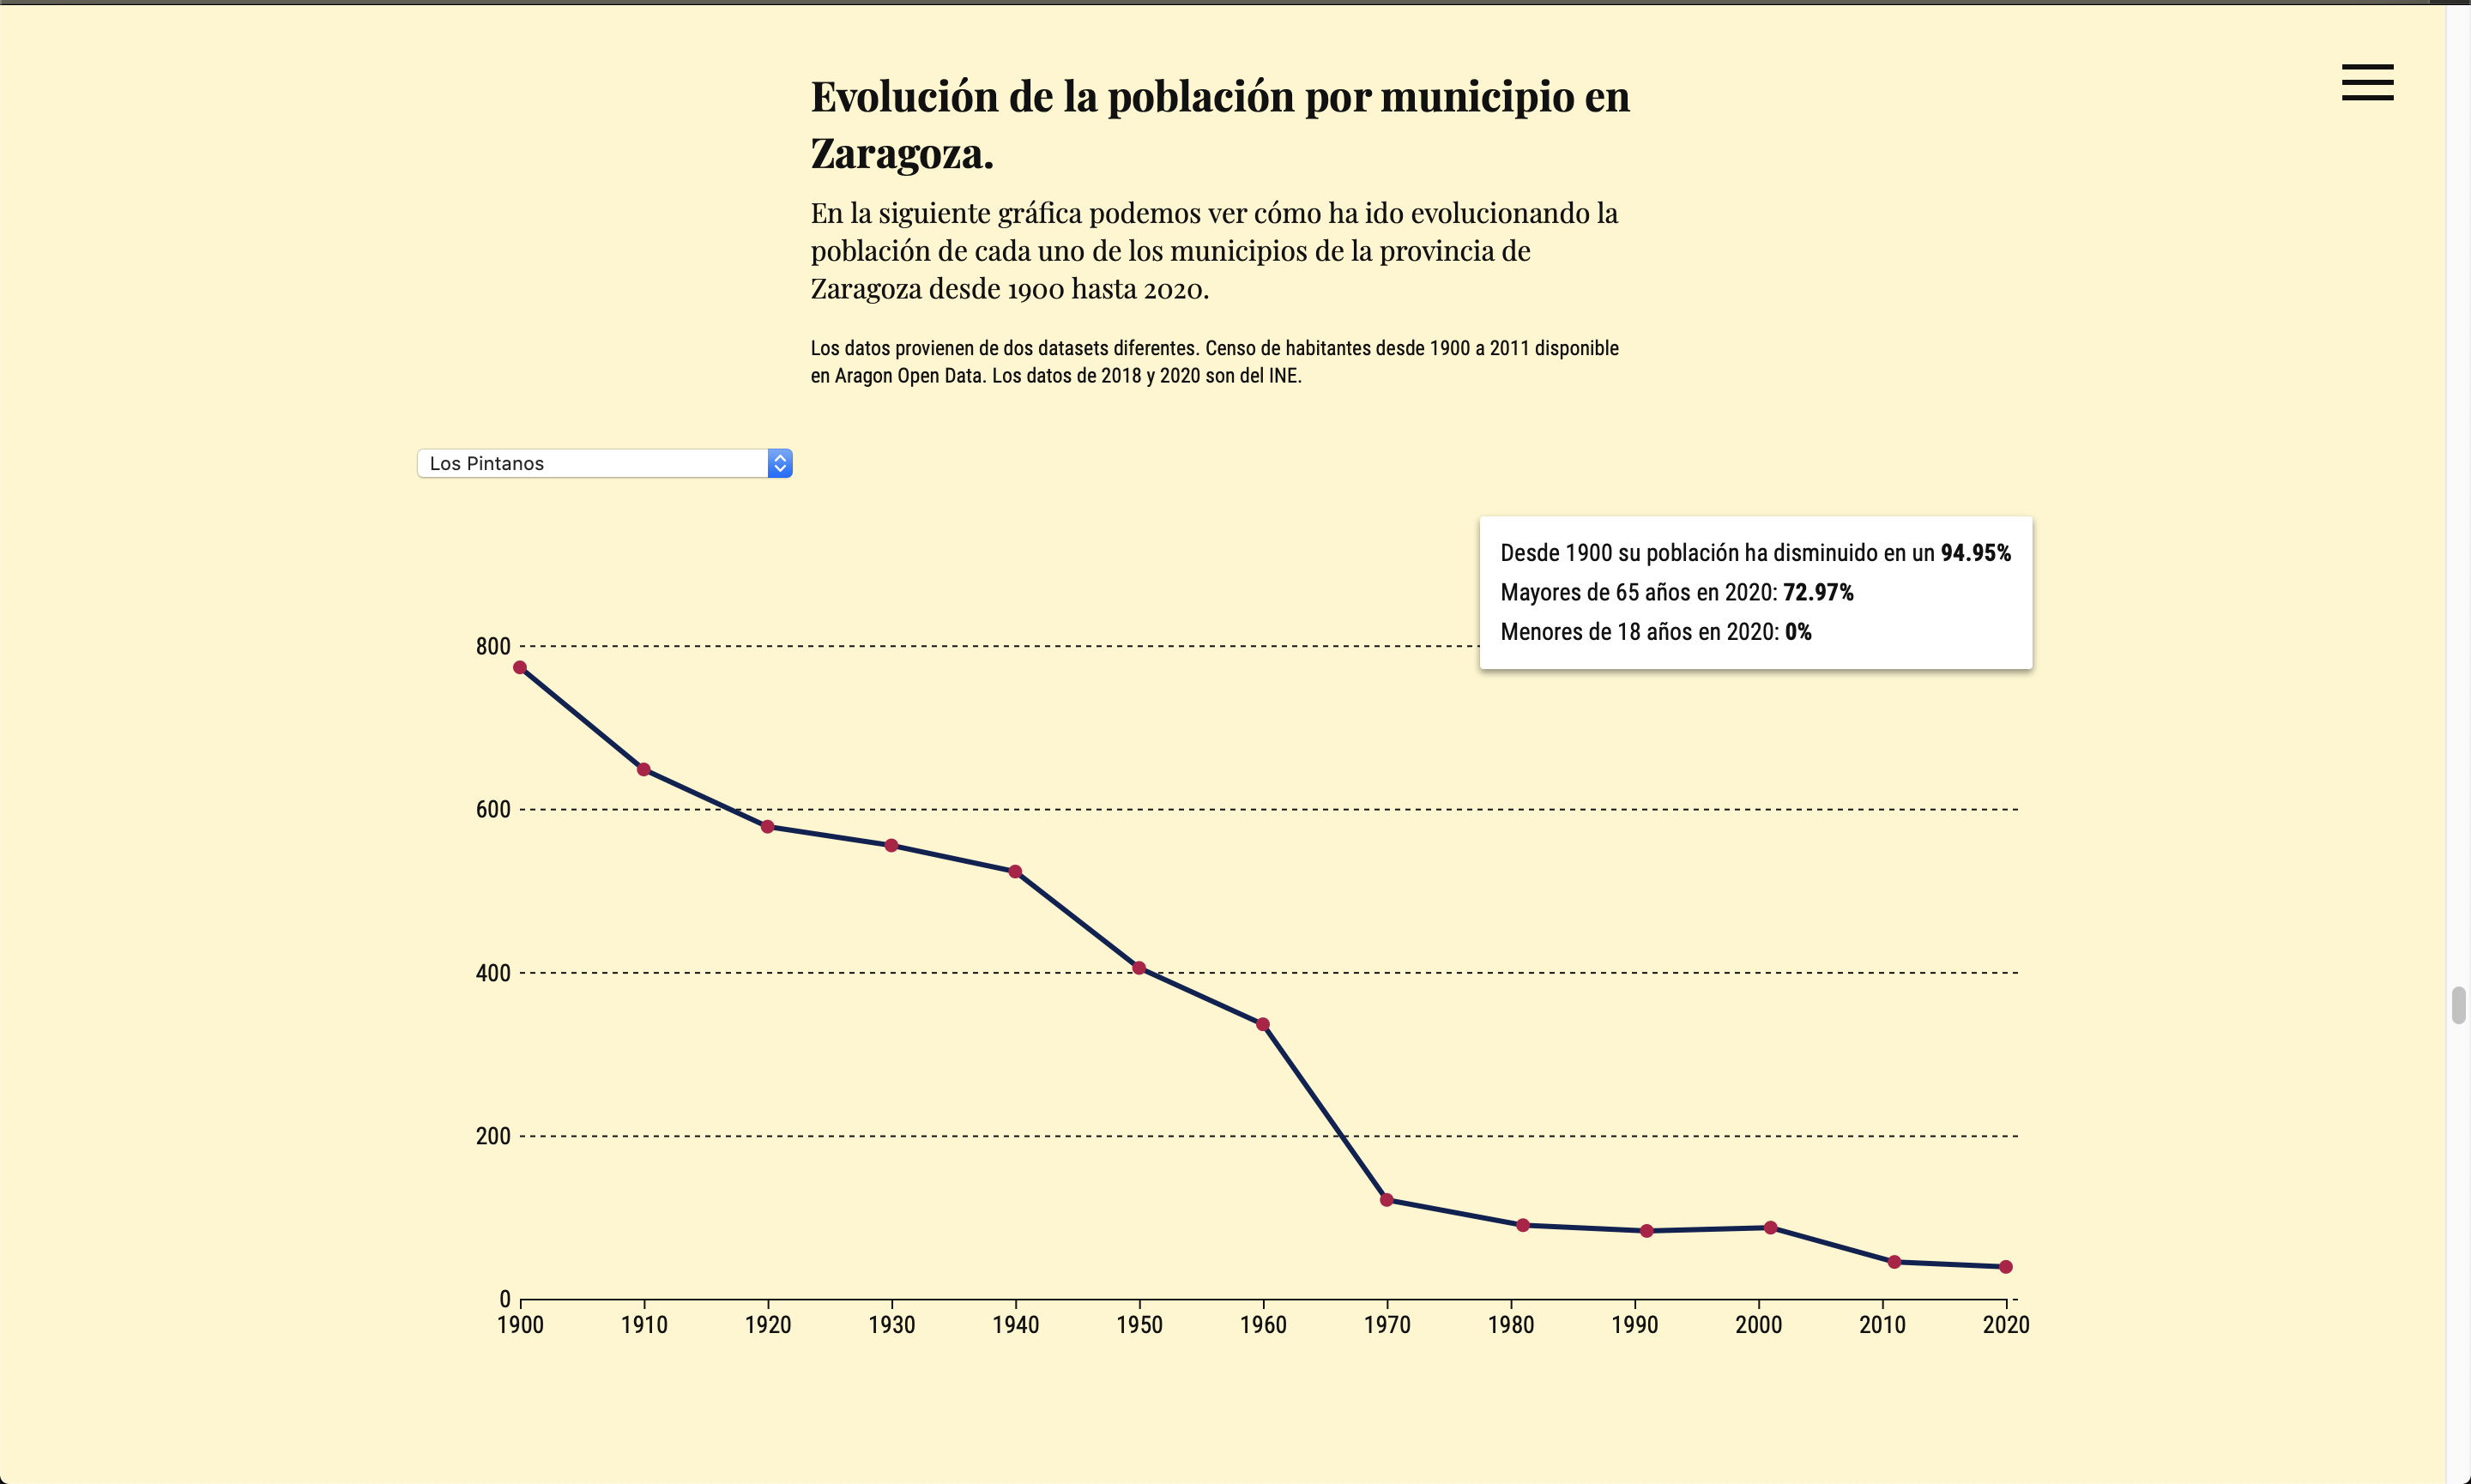 Evolución de la población por municipio en
Zaragoza.
En la siguiente gráfica podemos ver cómo ha ido evolucionando la
población de cada uno de los municipios de la provincia de
Zaragoza desde 1900 hasta 2020.
Los datos provienen de dos datasets diferentes. Censo de habitantes desde 1900 a 2011 disponible
en Aragon Open Data. Los datos de 2018 y 2020 son del INE.
Los Pintanos
Desde 1900 su población ha disminuido en un 94.95%
Mayores de 65 años en 2020: 72.97%
Menores de 18 años en 2020: 0%
800
600
400
200
0
1900 1910 1920 1930 1940 1950 1960 1970 1980 1990 2000 2010 2020